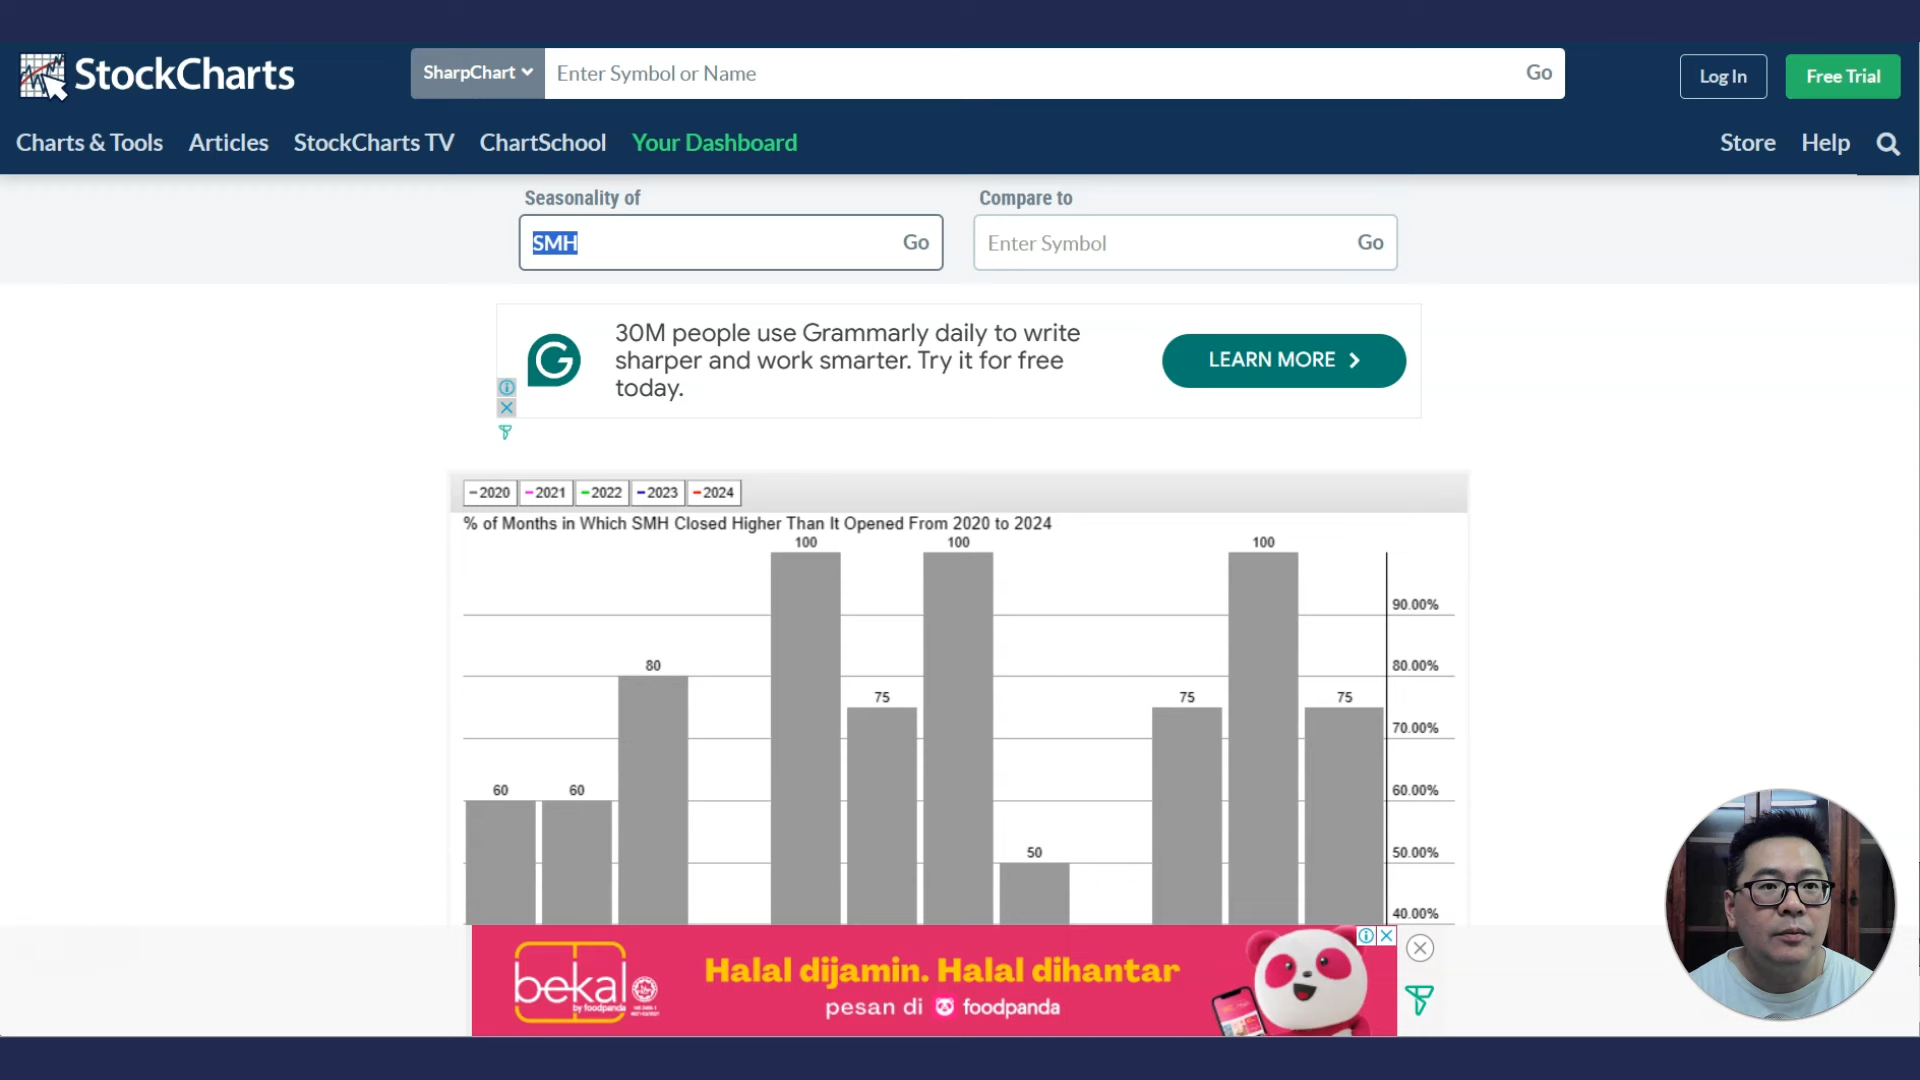 StockCharts
SharpChart
Enter Symbol or Name
Go
Log In
Free Trial
Charts & Tools
Articles
StockCharts TV
ChartSchool
Your Dashboard
Store
Help
Seasonality of
Compare to
SMH
Go
Enter Symbol
Go
30M people use Grammarly daily to write
sharper and work smarter. Try it for free
today.
LEARN MORE
2020
2021
2022
2023
2024
% of Months in Which SMH Closed Higher Than It Opened From 2020 to 2024
100
100
100
90.00%
80
80.00%
75
75
75
70.00%
60
60
60.00%
50
50.00%
40.00%
bekal
by foodpanda
Halal dijamin. Halal dihantar
pesan di foodpanda